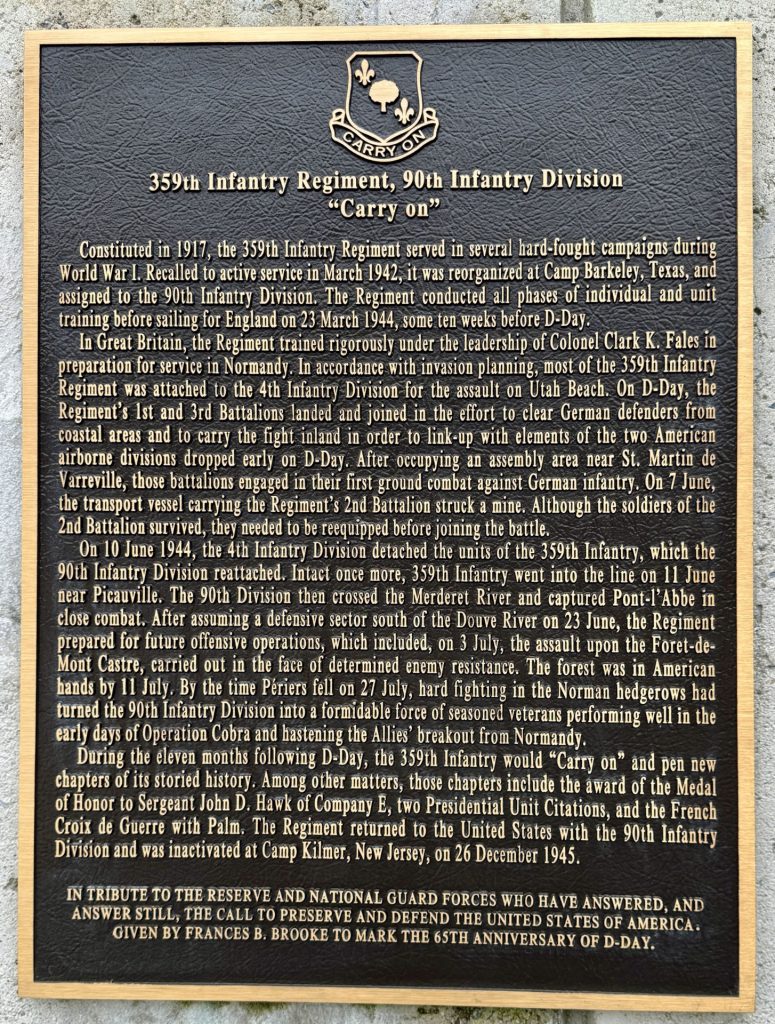 CARRY ON
359th Infantry Regiment, 90th Infantry Division
“Carry on”
Constituted in 1917, the 359th Infantry Regiment served in several hard-fought campaigns during
World War I. Recalled to active service in March 1942, it was reorganized at Camp Barkeley, Texas, and
assigned to the 90th Infantry Division. The Regiment conducted all phases of individual and unit
training before sailing for England on 23 March 1944, some ten weeks before D-Day.
In Great Britain, the Regiment trained rigorously under the leadership of Colonel Clark K. Fales in
preparation for service in Normandy. In accordance with invasion planning, most of the 359th Infantry
Regiment was attached to the 4th Infantry Division for the assault on Utah Beach. On D-Day, the
Regiment’s 1st and 3rd Battalions landed and joined in the effort to clear German defenders from
coastal areas and to carry the fight inland in order to link-up with elements of the two American
airborne divisions dropped early on D-Day. After occupying an assembly area near St. Martin de
Varreville, those battalions engaged in their first ground combat against German infantry. On 7 June,
the transport vessel carrying the Regiment’s 2nd Battalion struck a mine. Although the soldiers of the
2nd Battalion survived, they needed to be reequipped before joining the battle.
On 10 June 1944, the 4th Infantry Division detached the units of the 359th Infantry, which the
90th Infantry Division reattached. Intact once more, 359th Infantry went into the line on 11 June
near Picauville. The 90th Division then crossed the Merderet River and captured Pont-l’Abbe in
close combat. After assuming a defensive sector south of the Douve River on 23 June, the Regiment
prepared for future offensive operations, which included, on 3 July, the assault upon the Foret-de-
Mont Castre, carried out in the face of determined enemy resistance. The forest was in American
hands by 11 July. By the time Périers fell on 27 July, hard fighting in the Norman hedgerows had
turned the 90th Infantry Division into a formidable force of seasoned veterans performing well in the
early days of Operation Cobra and hastening the Allies’ breakout from Normandy.
During the eleven months following D-Day, the 359th Infantry would “Carry on” and pen new
chapters of its storied history. Among other matters, those chapters include the award of the Medal
of Honor to Sergeant John D. Hawk of Company E, two Presidential Unit Citations, and the French
Croix de Guerre with Palm. The Regiment returned to the United States with the 90th Infantry
Division and was inactivated at Camp Kilmer, New Jersey, on 26 December 1945.
IN TRIBUTE TO THE RESERVE AND NATIONAL GUARD FORCES WHO HAVE ANSWERED, AND
ANSWER STILL, THE CALL TO PRESERVE AND DEFEND THE UNITED STATES OF AMERICA.
GIVEN BY FRANCES B. BROOKE TO MARK THE 65TH ANNIVERSARY OF D-DAY.